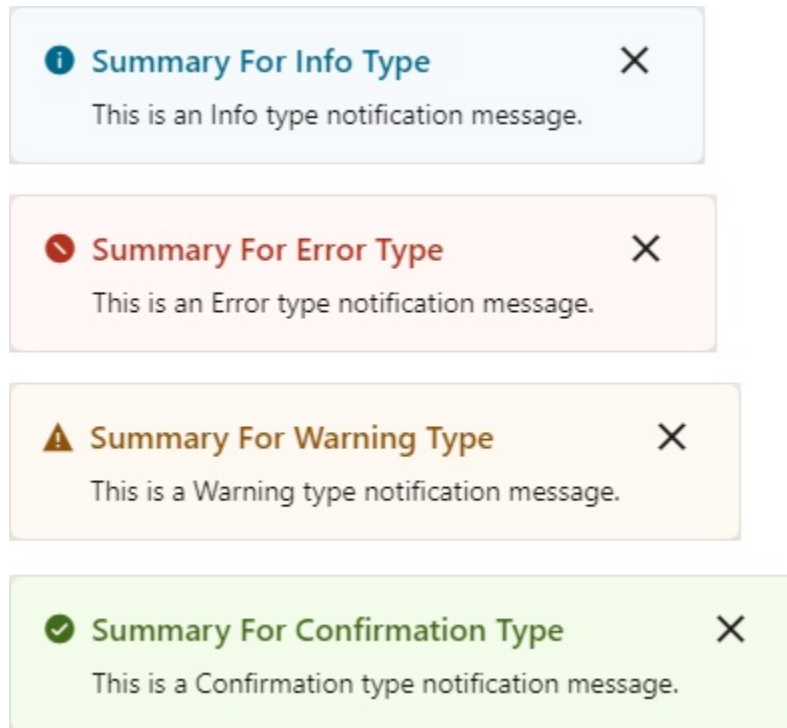 Summary For Info Type
This is an Info type notification message.
Summary For Error Type
This is an Error type notification message.
Summary For Warning Type
This is a Warning type notification message.
Summary For Confirmation Type
This is a Confirmation type notification message.